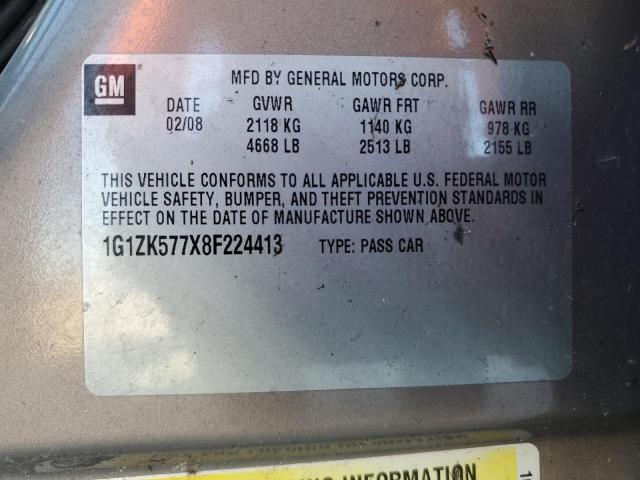 GM
MFD BY GENERAL MOTORS CORP.
DATE GVWR GAWR FRT GAWR RR
02/08 2118 KG 1140 KG 978 KG
4668 LB 2513 LB 2155 LB
THIS VEHICLE CONFORMS TO ALL APPLICABLE U.S. FEDERAL MOTOR
VEHICLE SAFETY, BUMPER, AND THEFT PREVENTION STANDARDS IN
EFFECT ON THE DATE OF MANUFACTURE SHOWN ABOVE.
1G1ZK577X8F224413 TYPE: PASS CAR
INFORMATION